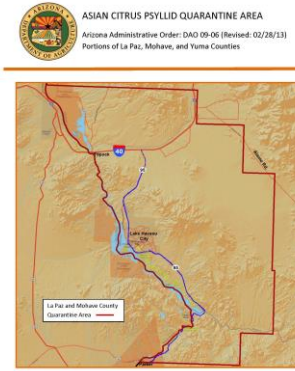 ASIAN CITRUS PSYLLID QUARANTINE AREA
Arizona Administrative Order: DAO 09-06 (Revised: 02/28/13)
Portions of La Paz, Mohave, and Yuma Counties
ARIZONA
DEPARTMENT OF AGRICULTURE
40
Topock
95
Lake Havasu
City
95
La Paz and Mohave County
Quarantine Area
Parker